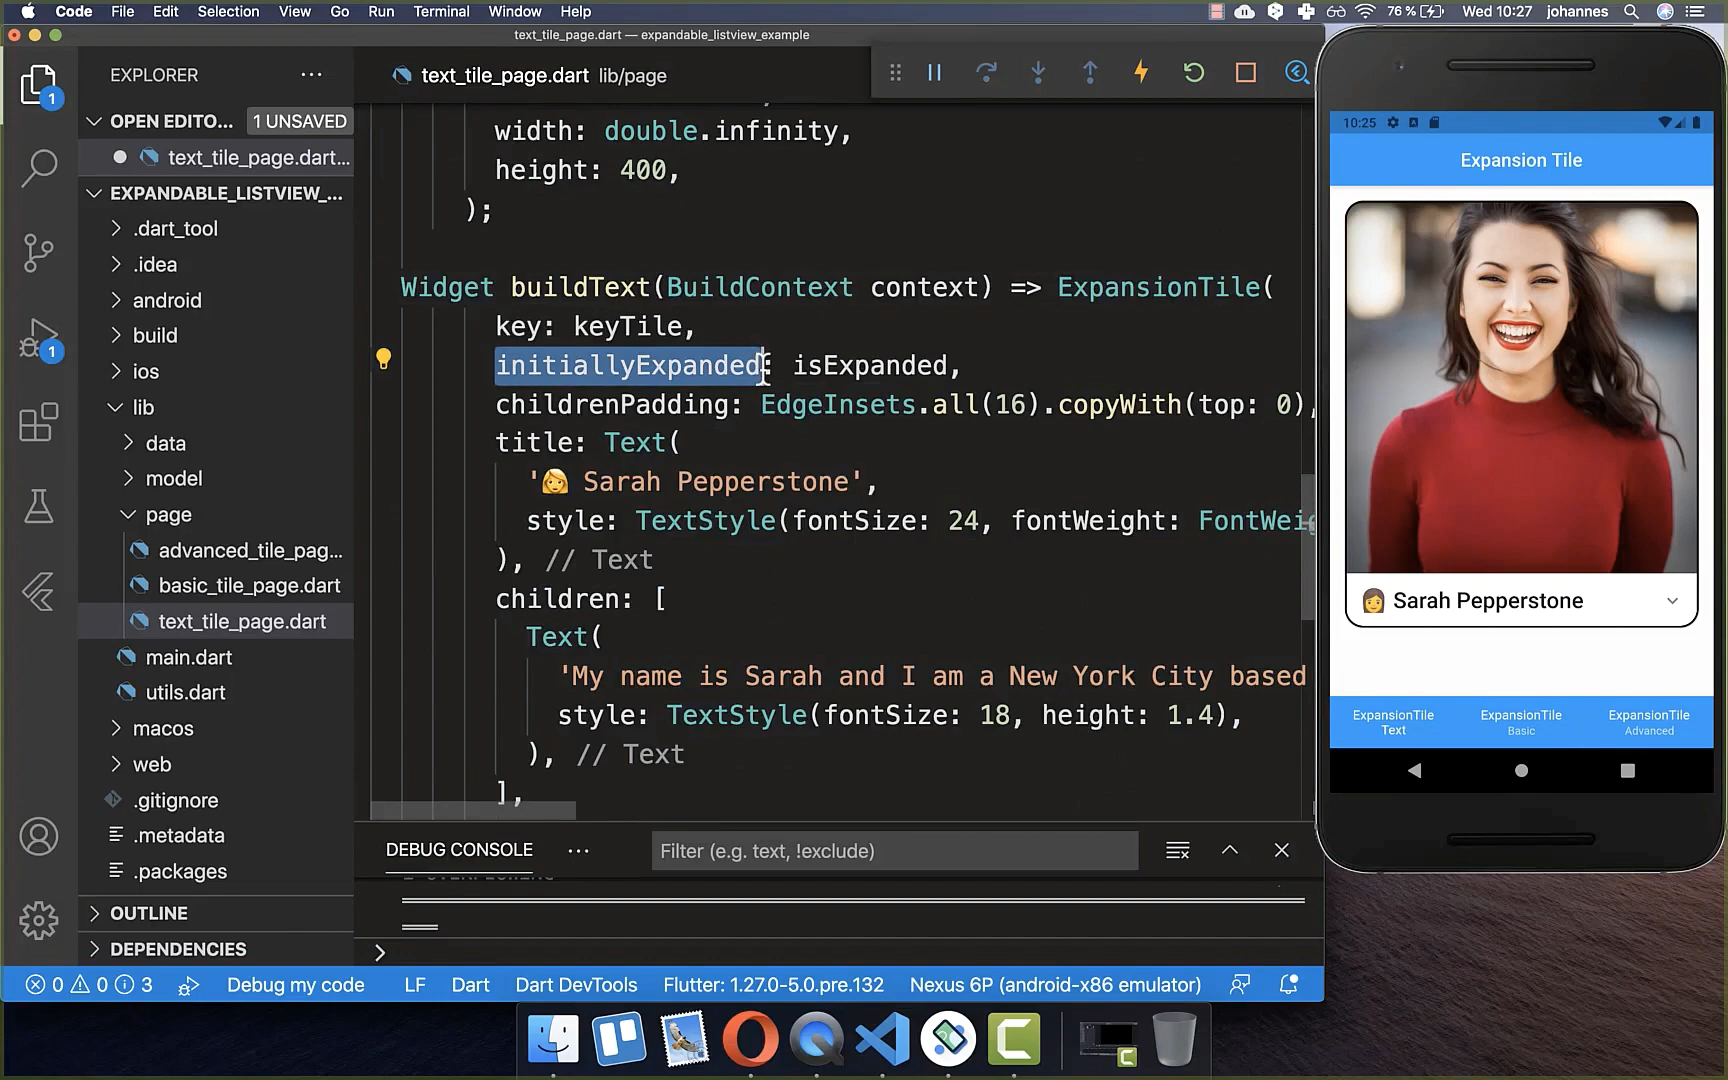 Code File Edit Selection View Go Run Terminal Window Help 76 % Wed 10:27 johannes
text_tile_page.dart — expandable_listview_example
EXPLORER
OPEN EDITO... 1 UNSAVED
text_tile_page.dart...
EXPANDABLE_LISTVIEW_...
.dart_tool
.idea
android
build
ios
lib
data
model
page
advanced_tile_pag...
basic_tile_page.dart
text_tile_page.dart
main.dart
utils.dart
macos
web
.gitignore
.metadata
.packages
OUTLINE
DEPENDENCIES
1
1
text_tile_page.dart lib/page
width: double.infinity,
height: 400,
);
Widget buildText(BuildContext context) => ExpansionTile(
key: keyTile,
initiallyExpanded: isExpanded,
childrenPadding: EdgeInsets.all(16).copyWith(top: 0),
title: Text(
'👩 Sarah Pepperstone',
style: TextStyle(fontSize: 24, fontWeight: FontWei
), // Text
children: [
Text(
'My name is Sarah and I am a New York City based
style: TextStyle(fontSize: 18, height: 1.4),
), // Text
],
DEBUG CONSOLE
Filter (e.g. text, !exclude)
0 0 3 Debug my code LF Dart Dart DevTools Flutter: 1.27.0-5.0.pre.132 Nexus 6P (android-x86 emulator)
10:25
Expansion Tile
👩 Sarah Pepperstone
ExpansionTile
Text
ExpansionTile
Basic
ExpansionTile
Advanced